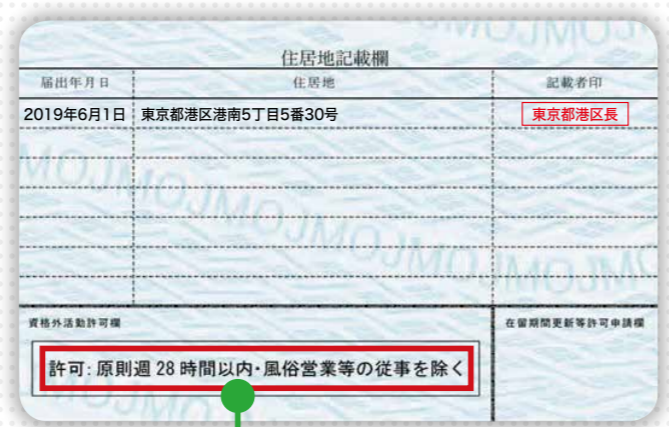 住居地記載欄
届出年月日 住居地 記載者印
2019年6月1日 東京都港区港南5丁目5番30号 東京都港区長
MOJMOJMOJMOJMOJMOJMOJM
資格外活動許可欄 在留期間更新等許可申請欄
許可: 原則週 28 時間以内・風俗営業等の従事を除く